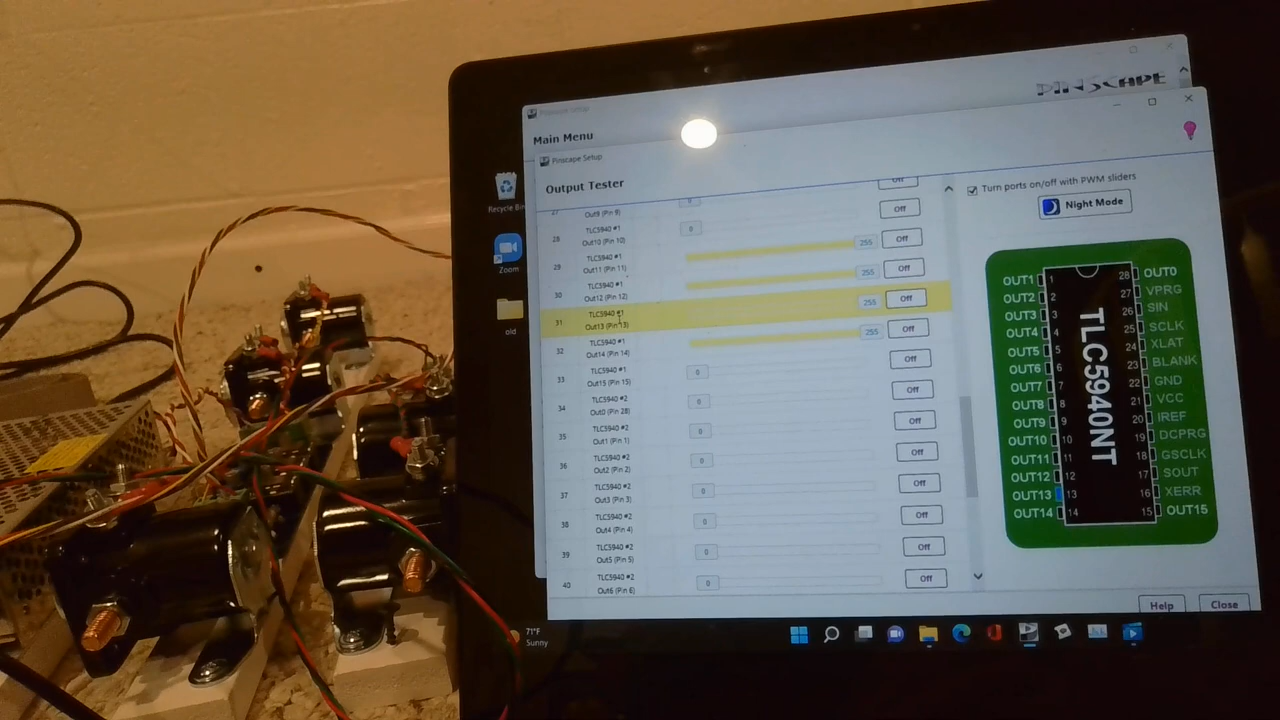 PINSCAPE
Main Menu
Pinscape Setup
Output Tester
Recycle Bin
Zoom
old
Turn ports on/off with PWM sliders
Night Mode
Off
27
Out9 (Pin 9)
0
Off
28
TLC5940 #1
Out10 (Pin 10)
0
Off
29
TLC5940 #1
Out11 (Pin 11)
255
Off
30
TLC5940 #1
Out12 (Pin 12)
255
Off
31
TLC5940 #1
Out13 (Pin 13)
255
Off
32
TLC5940 #1
Out14 (Pin 14)
255
Off
33
TLC5940 #1
Out15 (Pin 15)
0
Off
34
TLC5940 #2
Out0 (Pin 28)
0
Off
35
TLC5940 #2
Out1 (Pin 1)
0
Off
36
TLC5940 #2
Out2 (Pin 2)
0
Off
37
TLC5940 #2
Out3 (Pin 3)
0
Off
38
TLC5940 #2
Out4 (Pin 4)
0
Off
39
TLC5940 #2
Out5 (Pin 5)
0
Off
40
TLC5940 #2
Out6 (Pin 6)
0
Off
OUT1 1 28 OUT0
OUT2 2 27 VPRG
OUT3 3 26 SIN
OUT4 4 25 SCLK
OUT5 5 24 XLAT
OUT6 6 23 BLANK
OUT7 7 22 GND
OUT8 8 21 VCC
OUT9 9 20 IREF
OUT10 10 19 DCPRG
OUT11 11 18 GSCLK
OUT12 12 17 SOUT
OUT13 13 16 XERR
OUT14 14 15 OUT15
TLC5940NT
Help
Close
71°F
Sunny